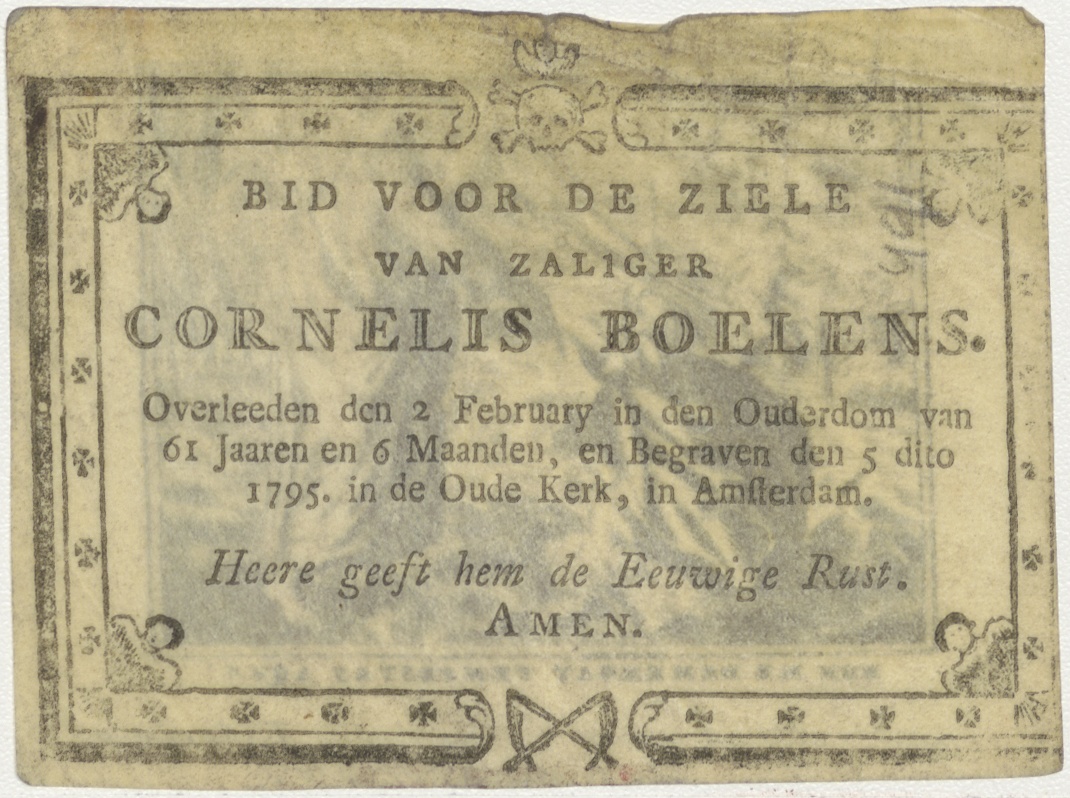 BID VOOR DE ZIELE
VAN ZALIGER
CORNELIS BOELENS.
Overleeden den 2 February in den Ouderdom van
61 Jaaren en 6 Maanden, en Begraven den 5 dito
1795. in de Oude Kerk, in Amſterdam.
Heere geeft hem de Eeuwige Rust.
AMEN.